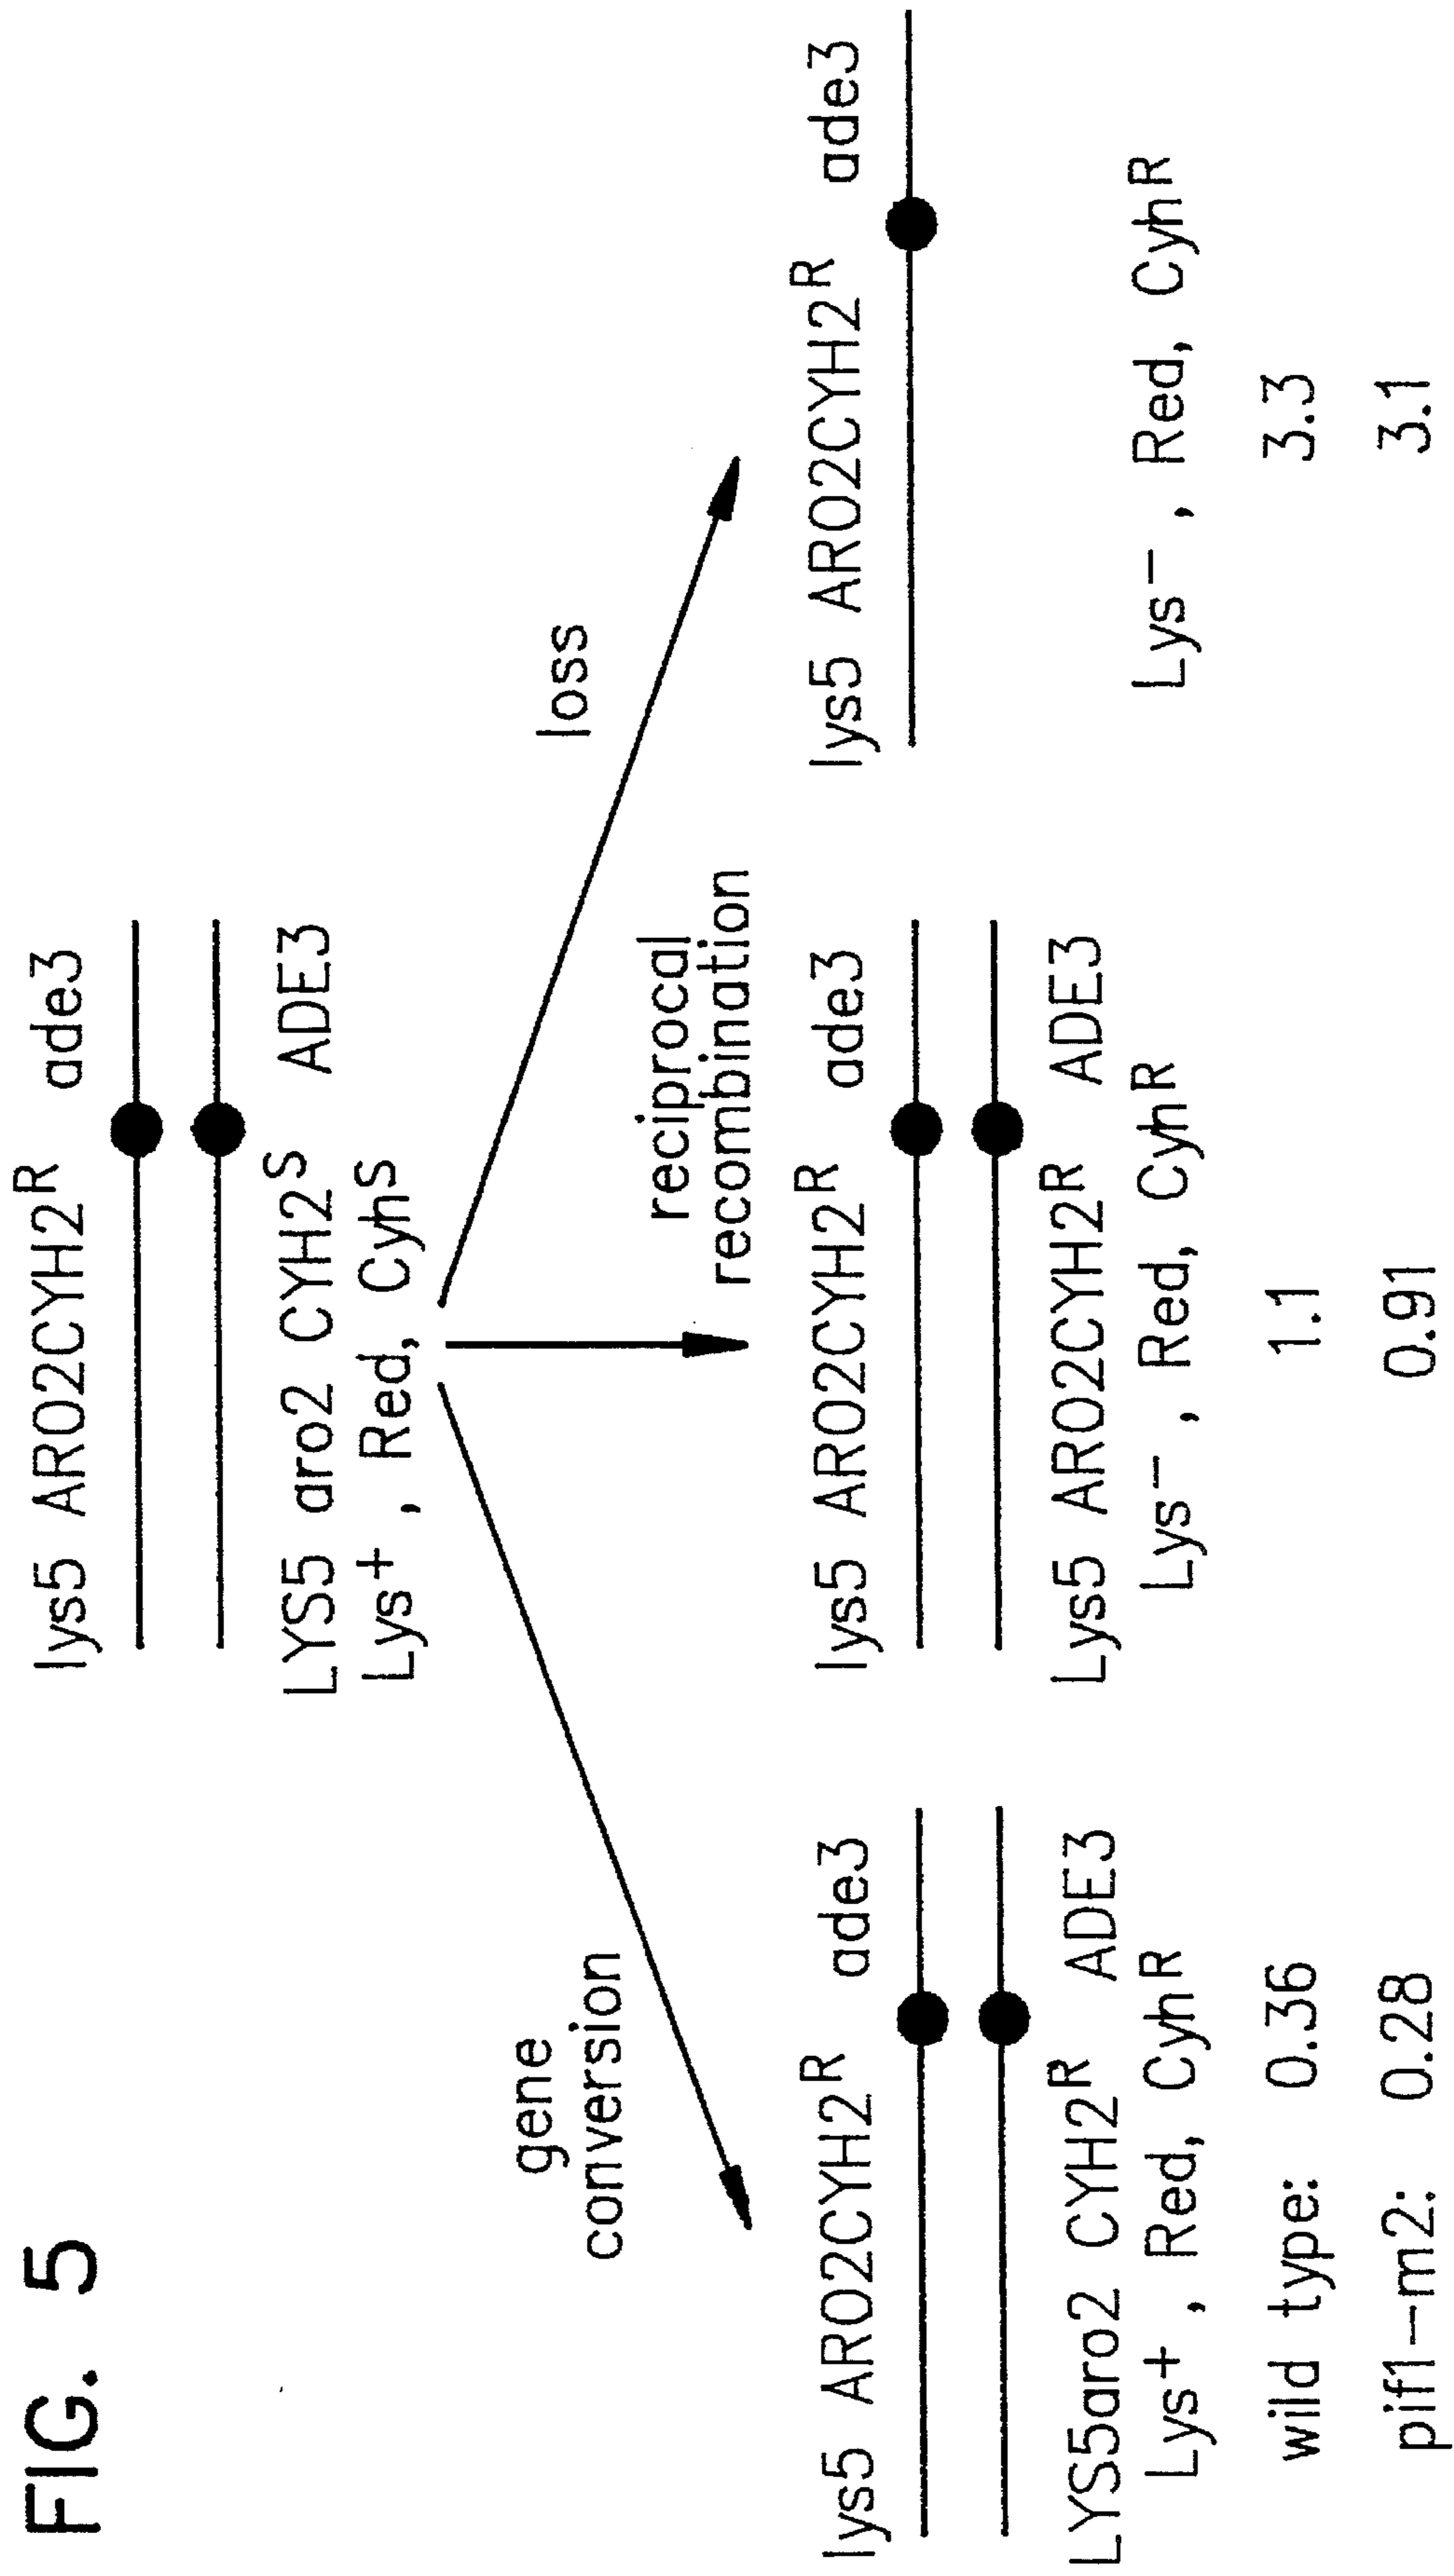 FIG. 5
lys5 ARO2CYH2R ade3
LYS5 aro2 CYH2S ADE3
Lys+ , Red, CyhS
gene
conversion
reciprocal
recombination
loss
lys5 ARO2CYH2R ade3
LYS5aro2 CYH2R ADE3
Lys+ , Red, CyhR
lys5 ARO2CYH2R ade3
Lys5 ARO2CYH2R ADE3
Lys− , Red, CyhR
lys5 ARO2CYH2R ade3
Lys− , Red, CyhR
wild type: 0.36 1.1 3.3
pif1−m2: 0.28 0.91 3.1